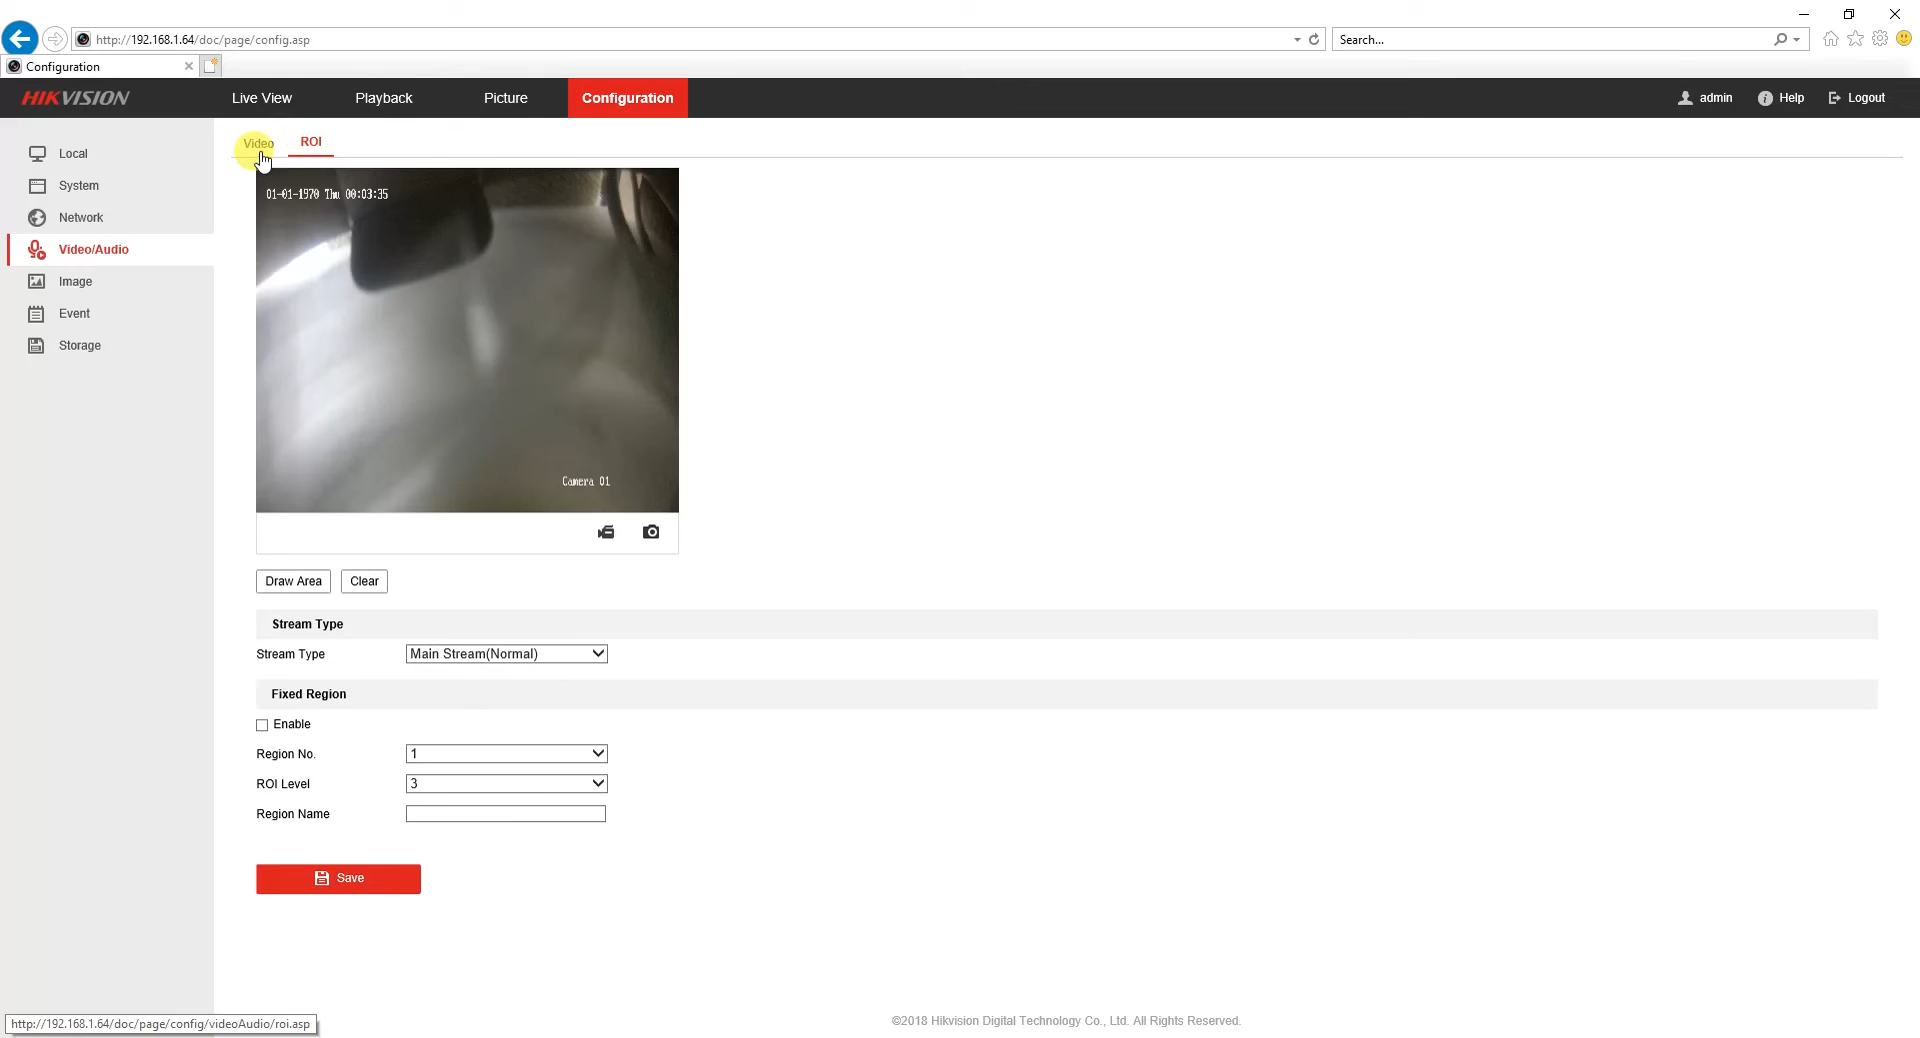 http://192.168.1.64/doc/page/config.asp
Search...
Configuration
HIKVISION
Live View
Playback
Picture
Configuration
admin
Help
Logout
Local
System
Network
Video/Audio
Image
Event
Storage
Video
ROI
01-01-1970 Thu 00:03:35
Camera 01
Draw Area
Clear
Stream Type
Stream Type
Main Stream(Normal)
Fixed Region
Enable
Region No.
1
ROI Level
3
Region Name
Save
©2018 Hikvision Digital Technology Co., Ltd. All Rights Reserved.
http://192.168.1.64/doc/page/config/videoAudio/roi.asp